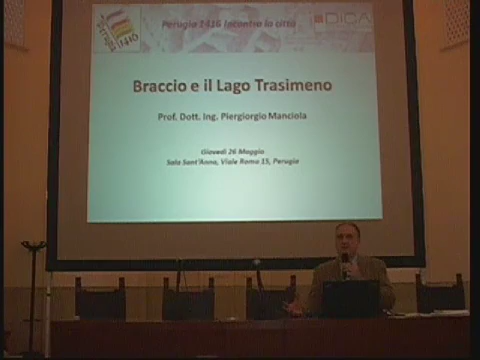 Perugia 1416 incontra la città
DICA
Braccio e il Lago Trasimeno
Prof. Dott. Ing. Piergiorgio Manciola
Giovedì 26 Maggio
Sala Sant'Anna, Viale Roma 15, Perugia